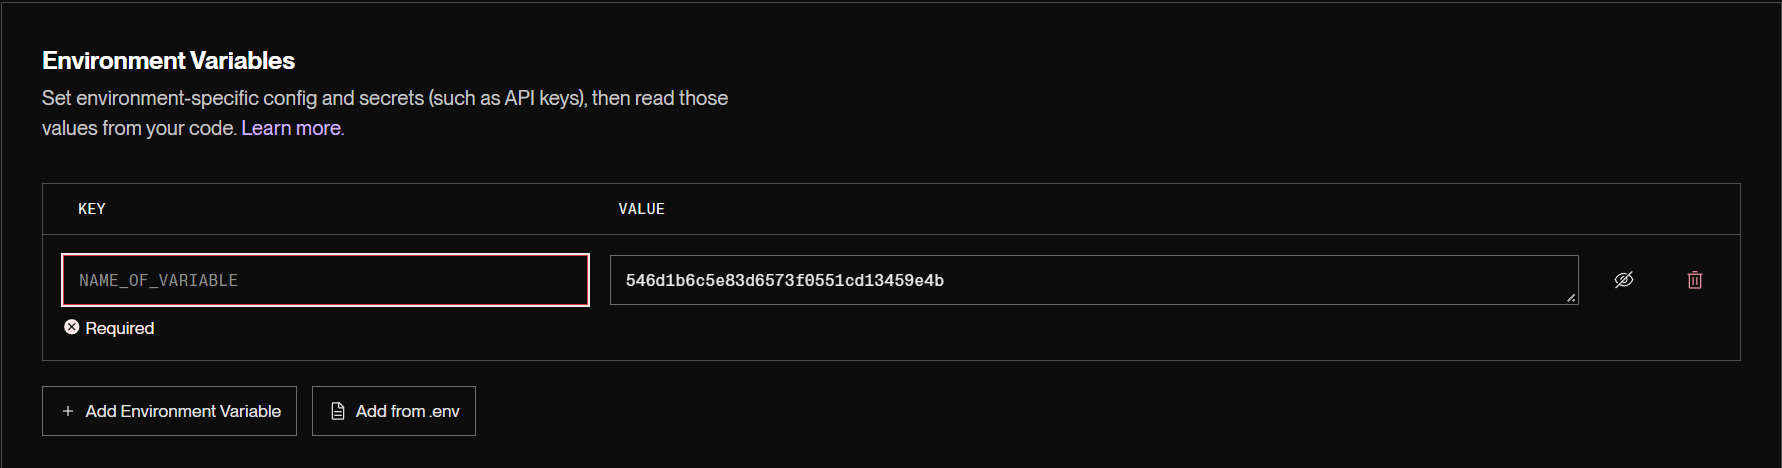 Environment Variables
Set environment-specific config and secrets (such as API keys), then read those
values from your code. Learn more.
KEY VALUE
NAME_OF_VARIABLE 546d1b6c5e83d6573f0551cd13459e4b
Required
+ Add Environment Variable Add from .env